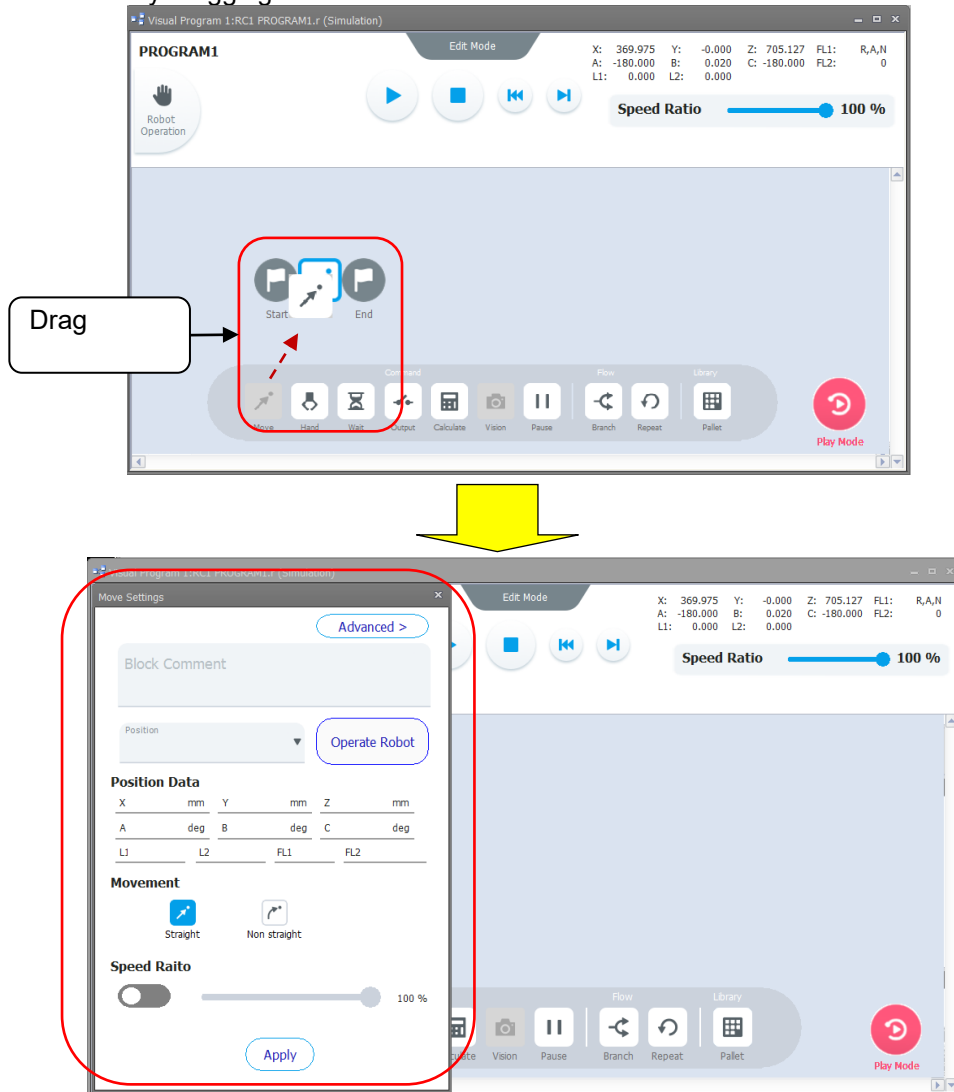 Visual Program 1:RC1 PROGRAM1.r (Simulation)
PROGRAM1
Edit Mode
X: 369.975 Y: -0.000 Z: 705.127 FL1: R,A,N
A: -180.000 B: 0.020 C: -180.000 FL2: 0
L1: 0.000 L2: 0.000
Robot
Operation
Speed Ratio 100 %
Drag
Start End
Command Flow Library
Move Hand Wait Output Calculate Vision Pause Branch Repeat Pallet
Play Mode
Visual Program 1:RC1 PROGRAM1.r (Simulation)
Move Settings
Edit Mode
X: 369.975 Y: -0.000 Z: 705.127 FL1: R,A,N
A: -180.000 B: 0.020 C: -180.000 FL2: 0
L1: 0.000 L2: 0.000
Advanced >
Speed Ratio 100 %
Block Comment
Position
Operate Robot
Position Data
X mm Y mm Z mm
A deg B deg C deg
L1 L2 FL1 FL2
Movement
Straight Non straight
Speed Raito
100 %
Flow Library
Vision Pause Branch Repeat Pallet
Apply
Play Mode